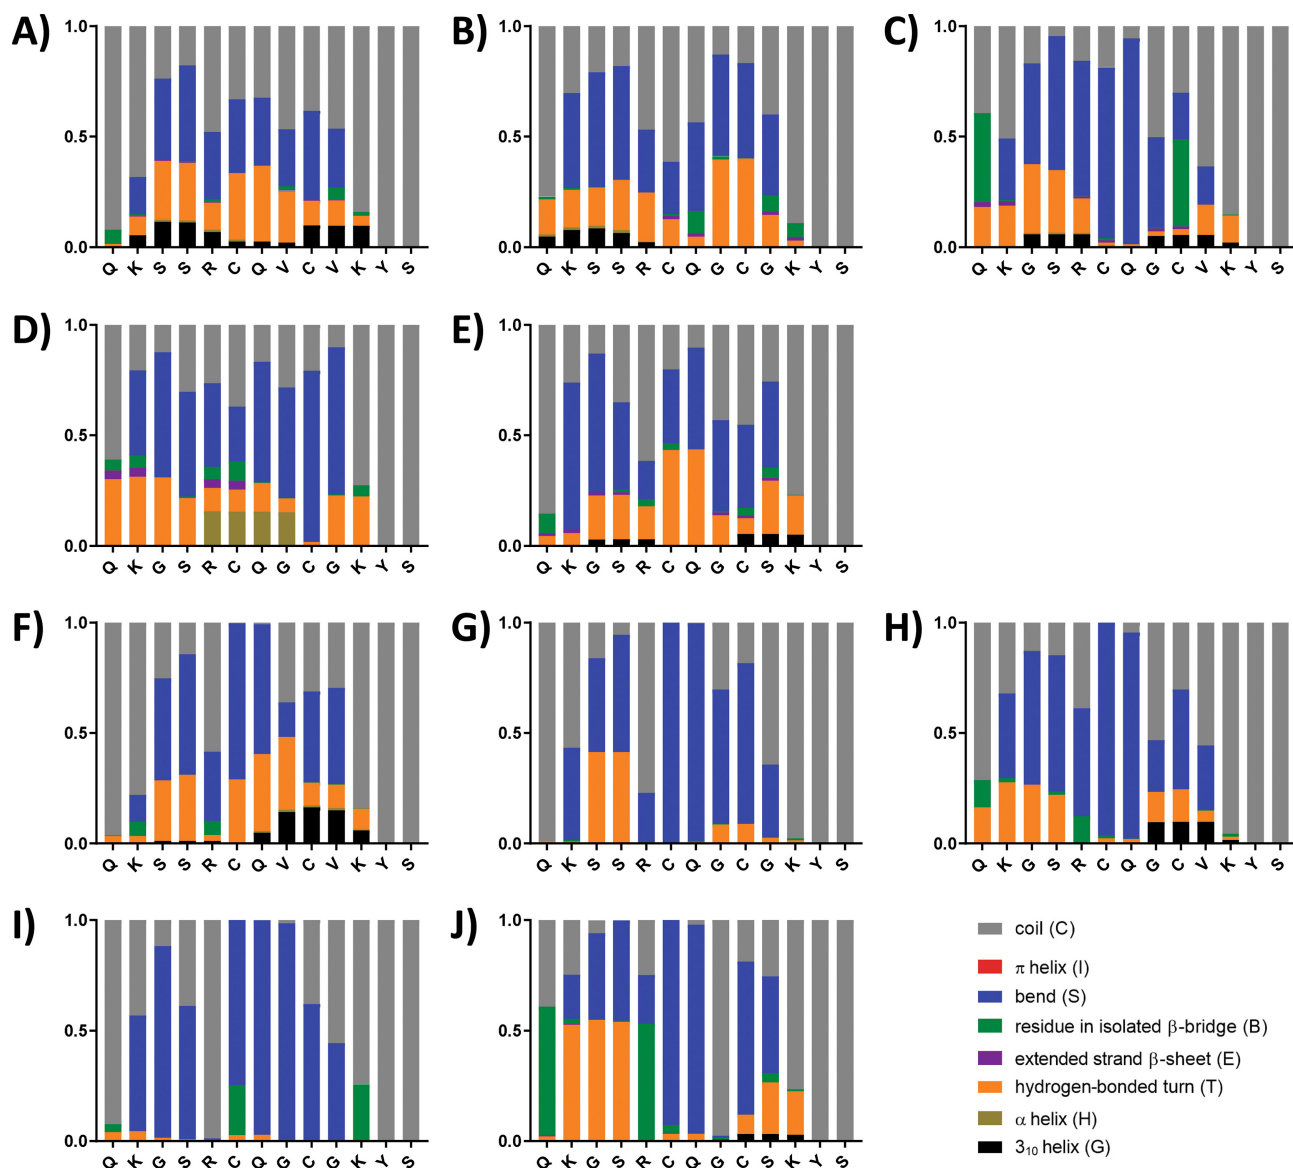 A)
1.0
0.5
0.0
Q K S S R C Q V C V K Y S
B)
1.0
0.5
0.0
Q K S S R C Q G C G K Y S
C)
1.0
0.5
0.0
Q K G S R C Q G C V K Y S
D)
1.0
0.5
0.0
Q K G S R C Q G C G K Y S
E)
1.0
0.5
0.0
Q K G S R C Q G C S K Y S
F)
1.0
0.5
0.0
Q K S S R C Q V C V K Y S
G)
1.0
0.5
0.0
Q K S S R C Q G C G K Y S
H)
1.0
0.5
0.0
Q K G S R C Q G C V K Y S
I)
1.0
0.5
0.0
Q K G S R C Q G C G K Y S
J)
1.0
0.5
0.0
Q K G S R C Q G C S K Y S
coil (C)
π helix (I)
bend (S)
residue in isolated β-bridge (B)
extended strand β-sheet (E)
hydrogen-bonded turn (T)
α helix (H)
3₁₀ helix (G)